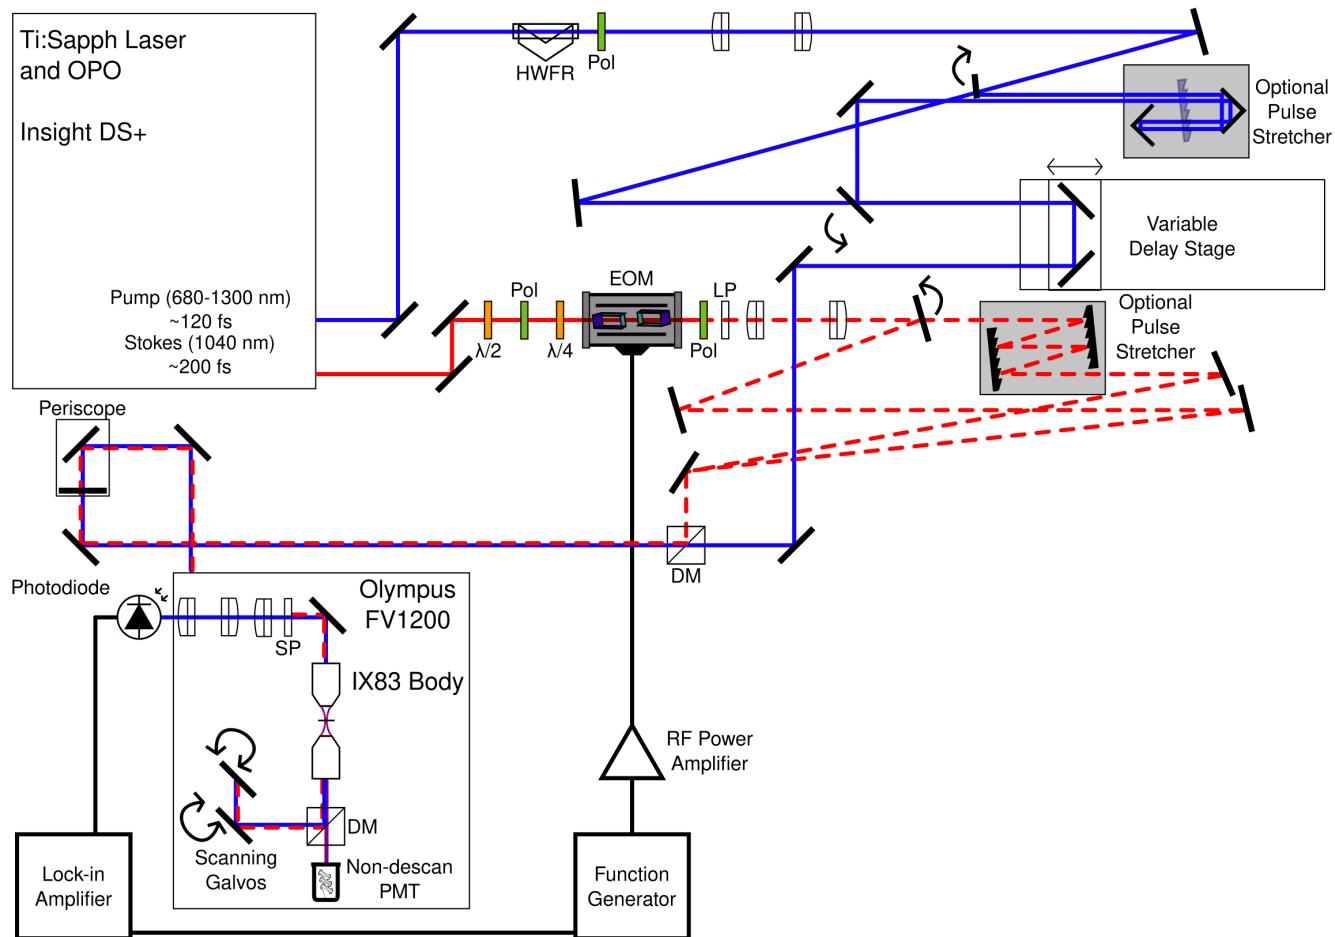 Ti:Sapph Laser
and OPO
Insight DS+
Pump (680-1300 nm)
~120 fs
Stokes (1040 nm)
~200 fs
HWFR
Pol
Optional
Pulse
Stretcher
Variable
Delay Stage
λ/2
Pol
λ/4
EOM
Pol
LP
Optional
Pulse
Stretcher
Periscope
DM
Photodiode
Olympus
FV1200
SP
IX83 Body
DM
Scanning
Galvos
Non-descan
PMT
RF Power
Amplifier
Lock-in
Amplifier
Function
Generator